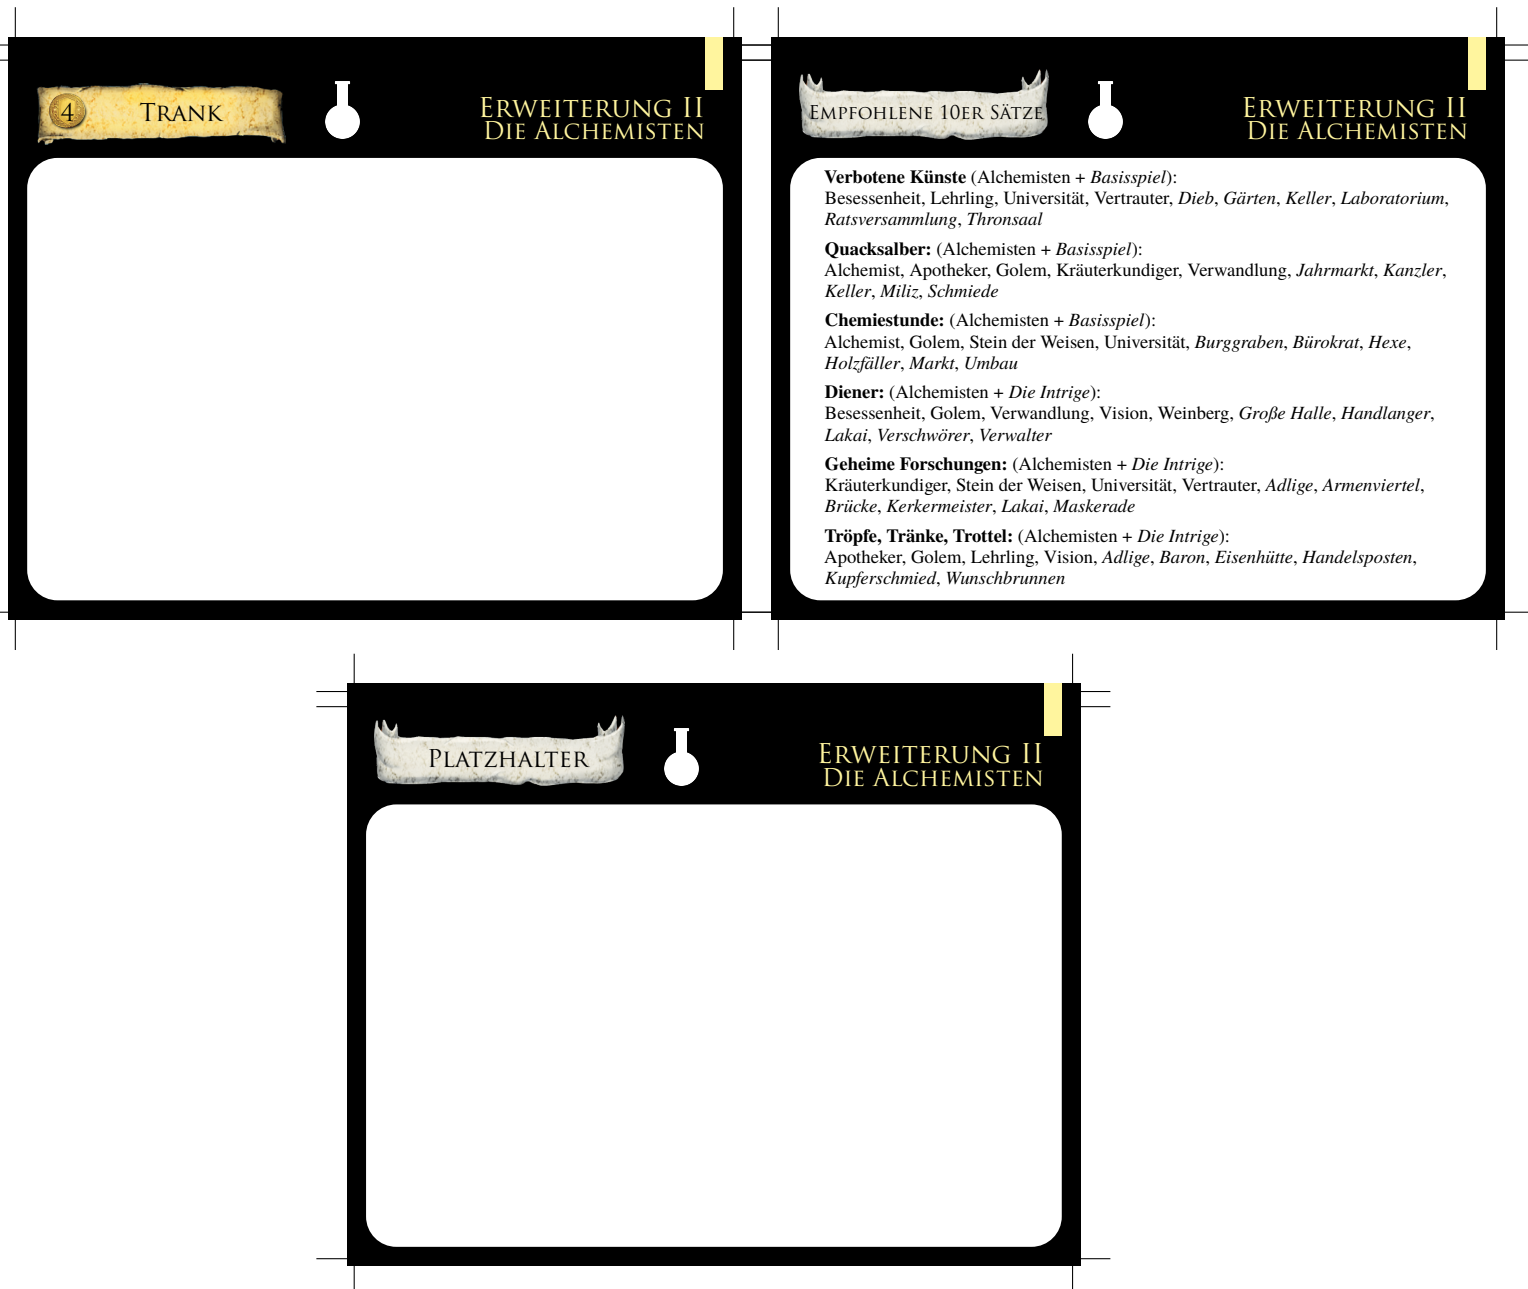 4
TRANK
ERWEITERUNG II
DIE ALCHEMISTEN
EMPFOHLENE 10ER SÄTZE
ERWEITERUNG II
DIE ALCHEMISTEN
Verbotene Künste (Alchemisten + Basisspiel):
Besessenheit, Lehrling, Universität, Vertrauter, Dieb, Gärten, Keller, Laboratorium,
Ratsversammlung, Thronsaal
Quacksalber: (Alchemisten + Basisspiel):
Alchemist, Apotheker, Golem, Kräuterkundiger, Verwandlung, Jahrmarkt, Kanzler,
Keller, Miliz, Schmiede
Chemiestunde: (Alchemisten + Basisspiel):
Alchemist, Golem, Stein der Weisen, Universität, Burggraben, Bürokrat, Hexe,
Holzfäller, Markt, Umbau
Diener: (Alchemisten + Die Intrige):
Besessenheit, Golem, Verwandlung, Vision, Weinberg, Große Halle, Handlanger,
Lakai, Verschwörer, Verwalter
Geheime Forschungen: (Alchemisten + Die Intrige):
Kräuterkundiger, Stein der Weisen, Universität, Vertrauter, Adlige, Armenviertel,
Brücke, Kerkermeister, Lakai, Maskerade
Tröpfe, Tränke, Trottel: (Alchemisten + Die Intrige):
Apotheker, Golem, Lehrling, Vision, Adlige, Baron, Eisenhütte, Handelsposten,
Kupferschmied, Wunschbrunnen
PLATZHALTER
ERWEITERUNG II
DIE ALCHEMISTEN